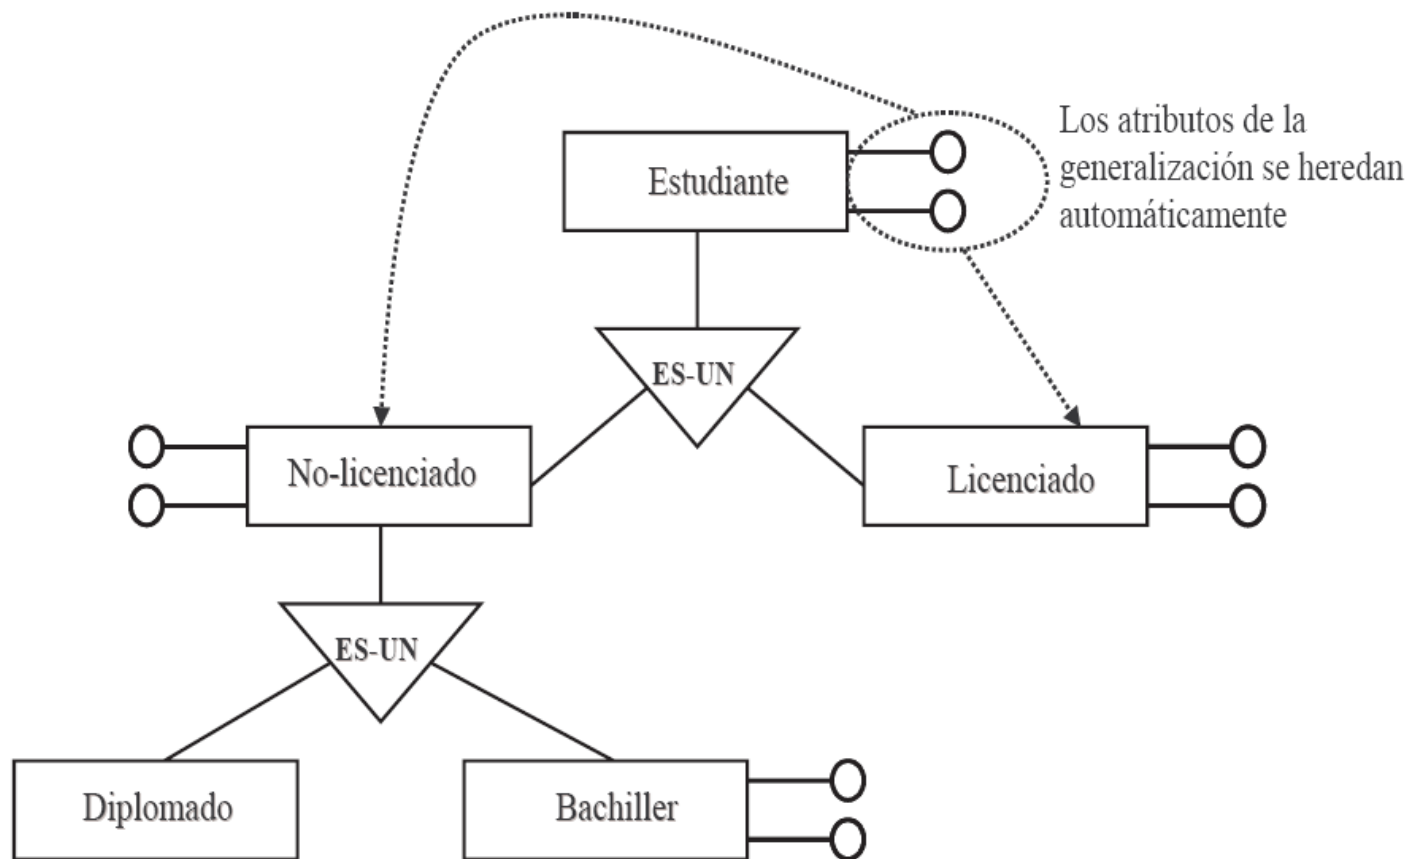 Los atributos de la
generalización se heredan
automáticamente
Estudiante
ES-UN
No-licenciado
Licenciado
ES-UN
Diplomado
Bachiller